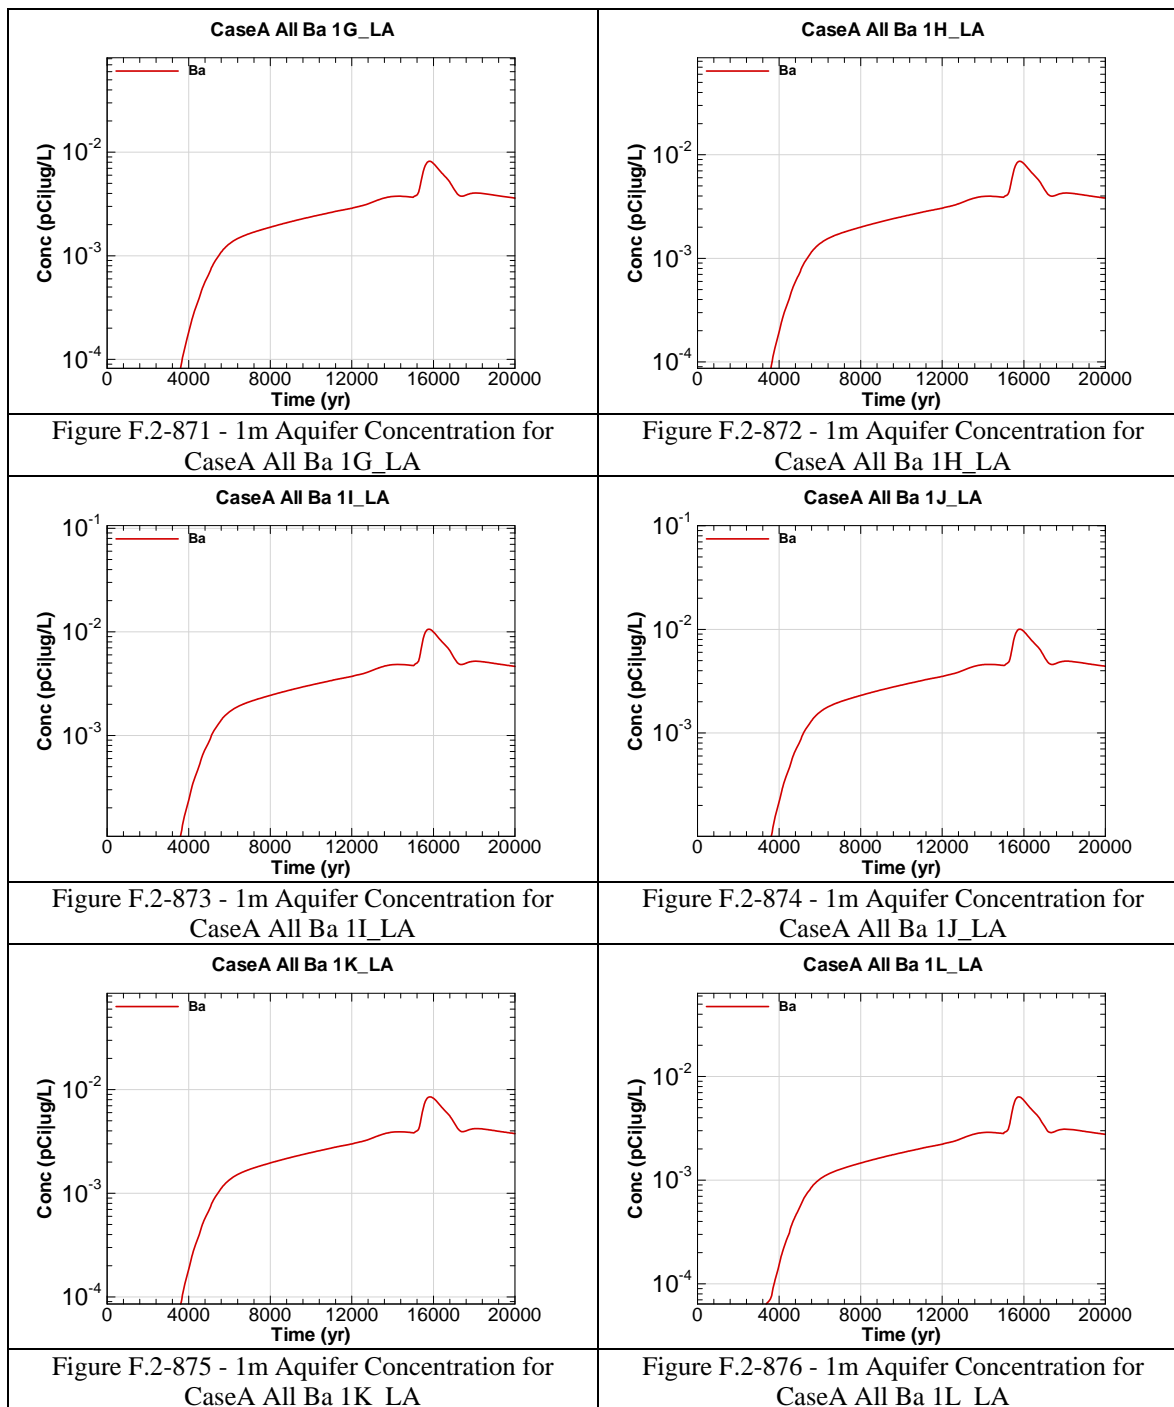 CaseA All Ba 1G_LA
Ba
Conc (pCi|ug/L)
10-2
10-3
10-4
0 4000 8000 12000 16000 20000
Time (yr)
Figure F.2-871 - 1m Aquifer Concentration for
CaseA All Ba 1G_LA
CaseA All Ba 1H_LA
Ba
Conc (pCi|ug/L)
10-2
10-3
10-4
0 4000 8000 12000 16000 20000
Time (yr)
Figure F.2-872 - 1m Aquifer Concentration for
CaseA All Ba 1H_LA
CaseA All Ba 1I_LA
Ba
Conc (pCi|ug/L)
10-1
10-2
10-3
0 4000 8000 12000 16000 20000
Time (yr)
Figure F.2-873 - 1m Aquifer Concentration for
CaseA All Ba 1I_LA
CaseA All Ba 1J_LA
Ba
Conc (pCi|ug/L)
10-1
10-2
10-3
0 4000 8000 12000 16000 20000
Time (yr)
Figure F.2-874 - 1m Aquifer Concentration for
CaseA All Ba 1J_LA
CaseA All Ba 1K_LA
Ba
Conc (pCi|ug/L)
10-2
10-3
10-4
0 4000 8000 12000 16000 20000
Time (yr)
Figure F.2-875 - 1m Aquifer Concentration for
CaseA All Ba 1K_LA
CaseA All Ba 1L_LA
Ba
Conc (pCi|ug/L)
10-2
10-3
10-4
0 4000 8000 12000 16000 20000
Time (yr)
Figure F.2-876 - 1m Aquifer Concentration for
CaseA All Ba 1L_LA